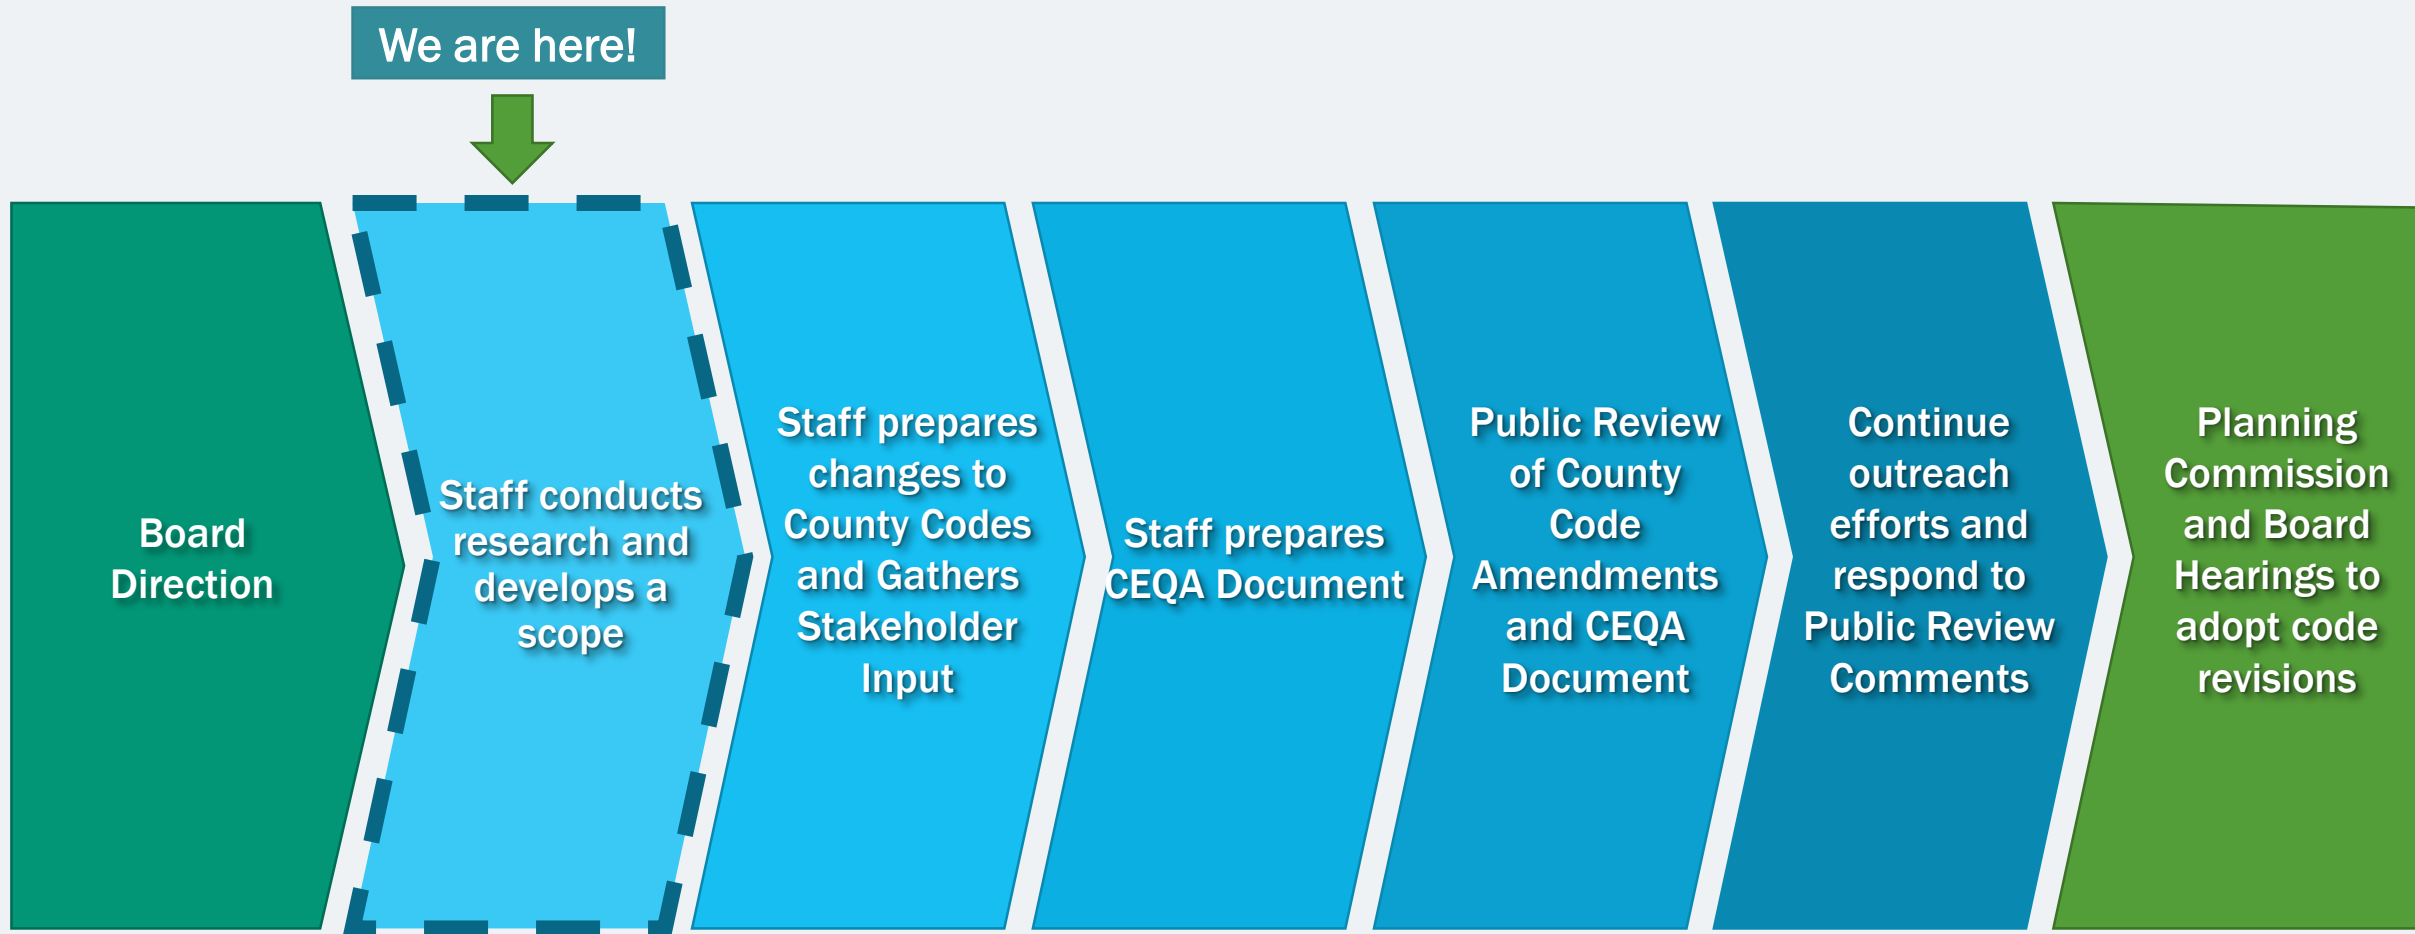 We are here!
Board
Direction
Staff conducts
research and
develops a
scope
Staff prepares
changes to
County Codes
and Gathers
Stakeholder
Input
Staff prepares
CEQA Document
Public Review
of County
Code
Amendments
and CEQA
Document
Continue
outreach
efforts and
respond to
Public Review
Comments
Planning
Commission
and Board
Hearings to
adopt code
revisions